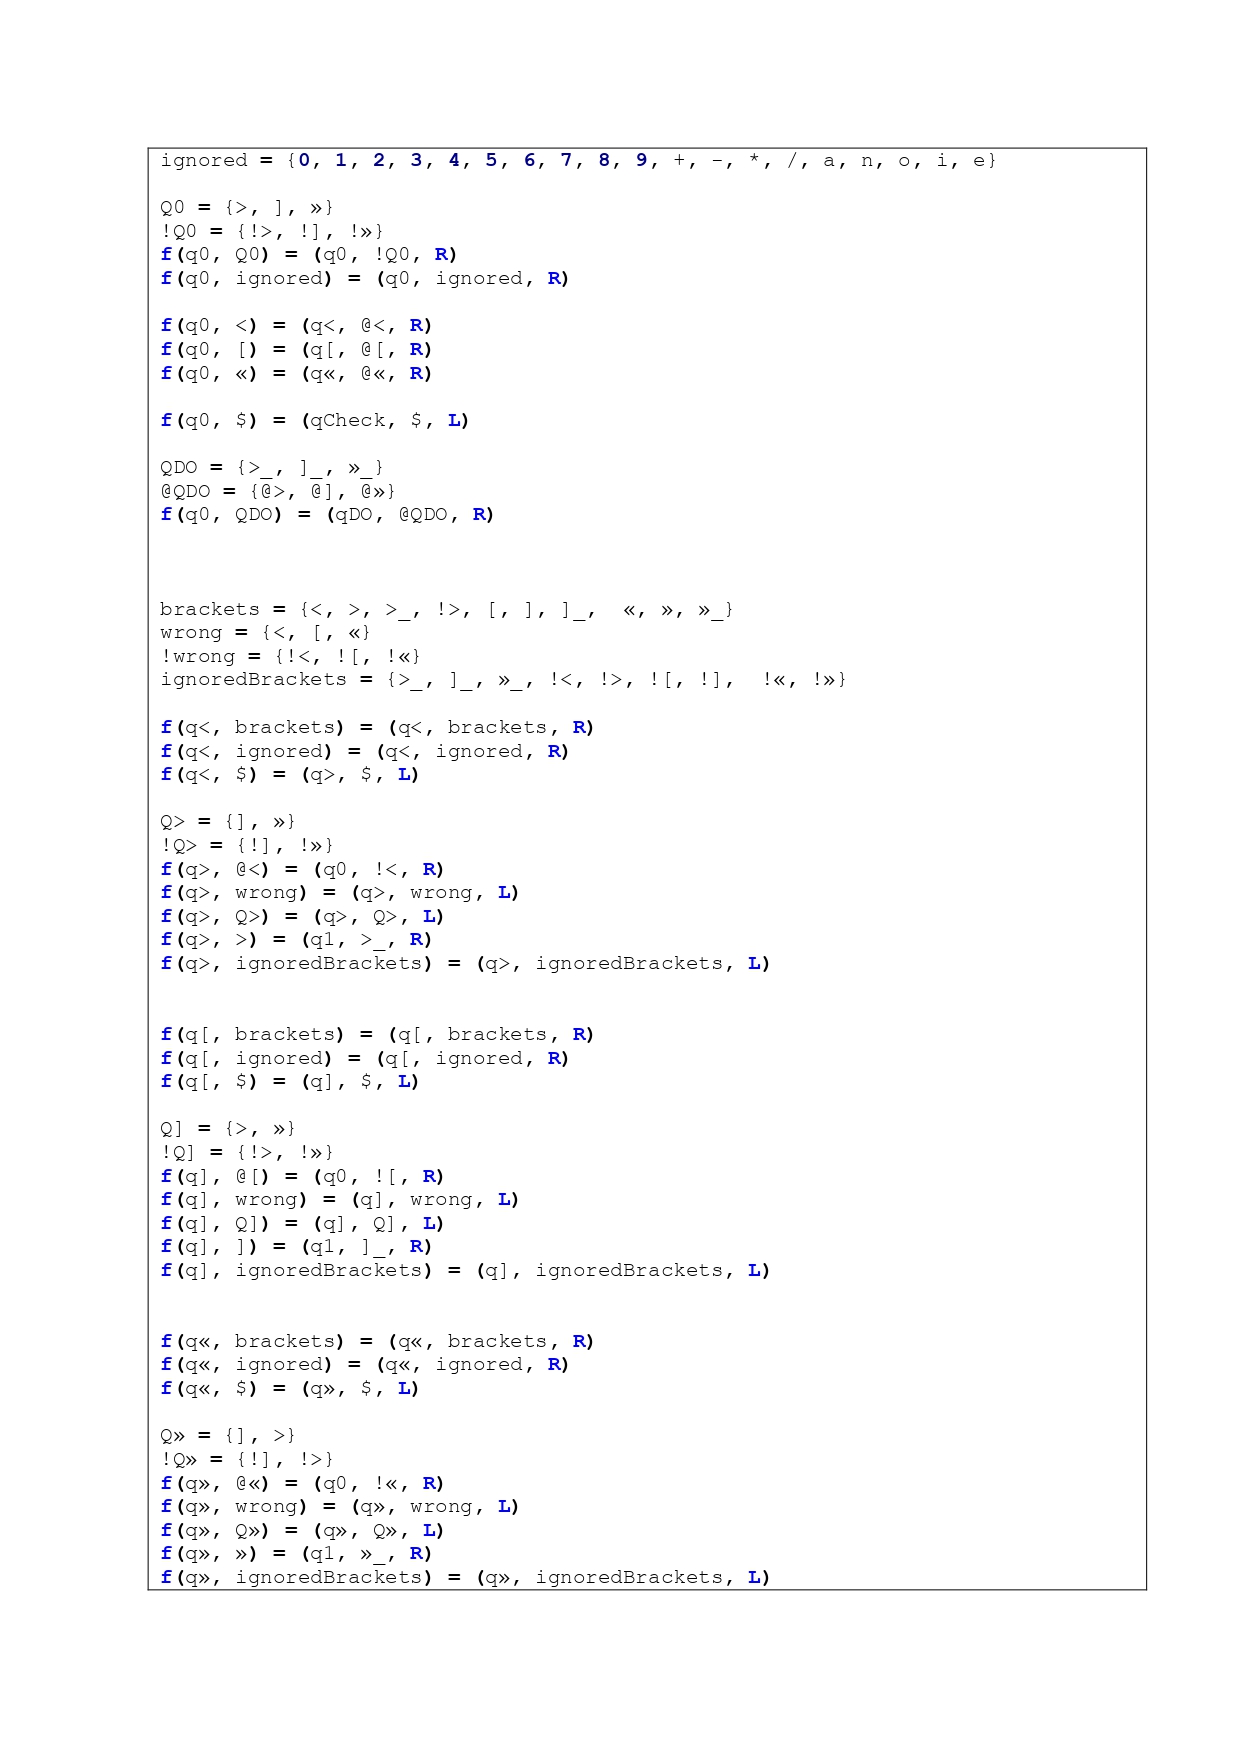 ignored = {0, 1, 2, 3, 4, 5, 6, 7, 8, 9, +, -, *, /, a, n, o, i, e}
Q0 = {>, ], »}
!Q0 = {!>, !], !»}
f(q0, Q0) = (q0, !Q0, R)
f(q0, ignored) = (q0, ignored, R)
f(q0, <) = (q<, @<, R)
f(q0, [) = (q[, @[, R)
f(q0, «) = (q«, @«, R)
f(q0, $) = (qCheck, $, L)
QDO = {>_, ]_, »_}
@QDO = {@>, @], @»}
f(q0, QDO) = (qDO, @QDO, R)
brackets = {<, >, >_, !>, [, ], ]_,  «, », »_}
wrong = {<, [, «}
!wrong = {!<, ![, !«}
ignoredBrackets = {>_, ]_, »_, !<, !>, ![, !],  !«, !»}
f(q<, brackets) = (q<, brackets, R)
f(q<, ignored) = (q<, ignored, R)
f(q<, $) = (q>, $, L)
Q> = {], »}
!Q> = {!], !»}
f(q>, @<) = (q0, !<, R)
f(q>, wrong) = (q>, wrong, L)
f(q>, Q>) = (q>, Q>, L)
f(q>, >) = (q1, >_, R)
f(q>, ignoredBrackets) = (q>, ignoredBrackets, L)
f(q[, brackets) = (q[, brackets, R)
f(q[, ignored) = (q[, ignored, R)
f(q[, $) = (q], $, L)
Q] = {>, »}
!Q] = {!>, !»}
f(q], @[) = (q0, ![, R)
f(q], wrong) = (q], wrong, L)
f(q], Q]) = (q], Q], L)
f(q], ]) = (q1, ]_, R)
f(q], ignoredBrackets) = (q], ignoredBrackets, L)
f(q«, brackets) = (q«, brackets, R)
f(q«, ignored) = (q«, ignored, R)
f(q«, $) = (q», $, L)
Q» = {], >}
!Q» = {!], !>}
f(q», @«) = (q0, !«, R)
f(q», wrong) = (q», wrong, L)
f(q», Q») = (q», Q», L)
f(q», ») = (q1, »_, R)
f(q», ignoredBrackets) = (q», ignoredBrackets, L)